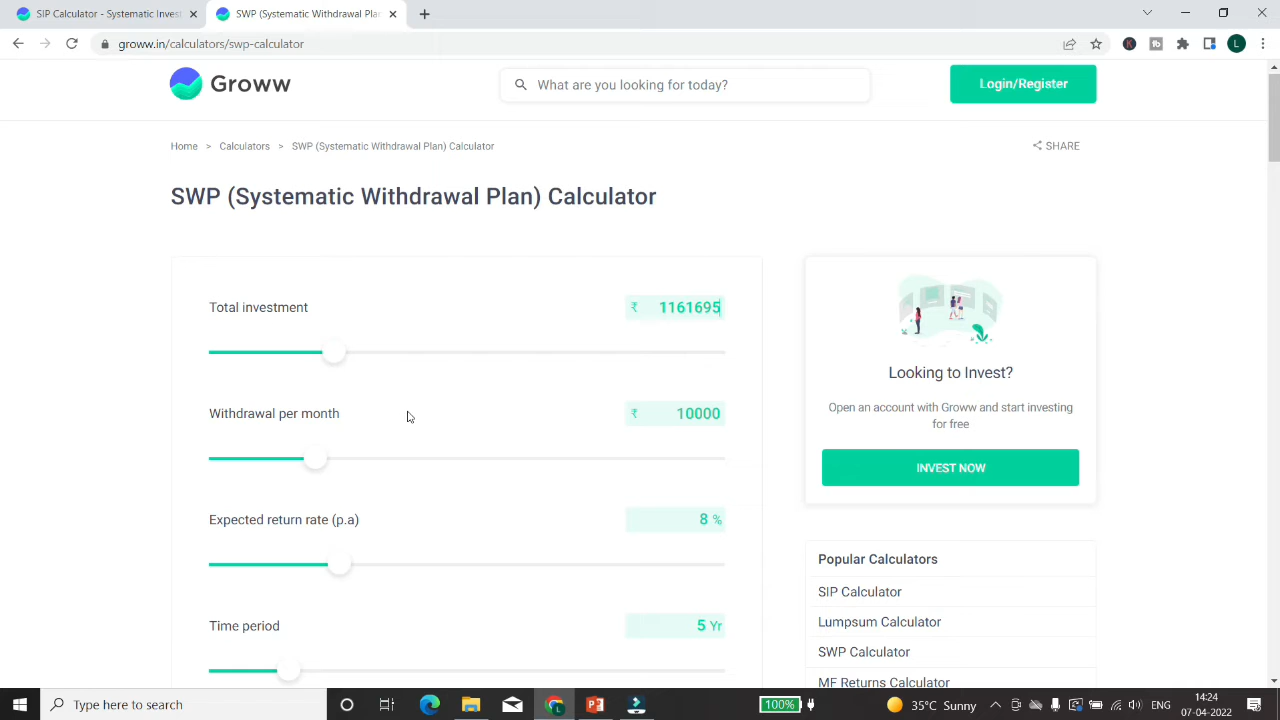 SIP Calculator - Systematic Invest
SWP (Systematic Withdrawal Pla
groww.in/calculators/swp-calculator
K
fb
L
Groww
What are you looking for today?
Login/Register
Home > Calculators > SWP (Systematic Withdrawal Plan) Calculator
SHARE
SWP (Systematic Withdrawal Plan) Calculator
Total investment
₹ 1161695
Withdrawal per month
₹ 10000
Expected return rate (p.a)
8 %
Time period
5 Yr
Looking to Invest?
Open an account with Groww and start investing
for free
INVEST NOW
Popular Calculators
SIP Calculator
Lumpsum Calculator
SWP Calculator
MF Returns Calculator
Type here to search
100%
35°C Sunny
14:24
07-04-2022